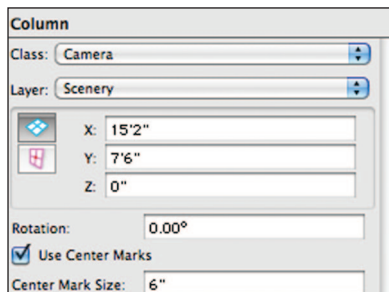 Column
Class: Camera
Layer: Scenery
X: 15'2"
Y: 7'6"
Z: 0"
Rotation: 0.00°
Use Center Marks
Center Mark Size: 6"